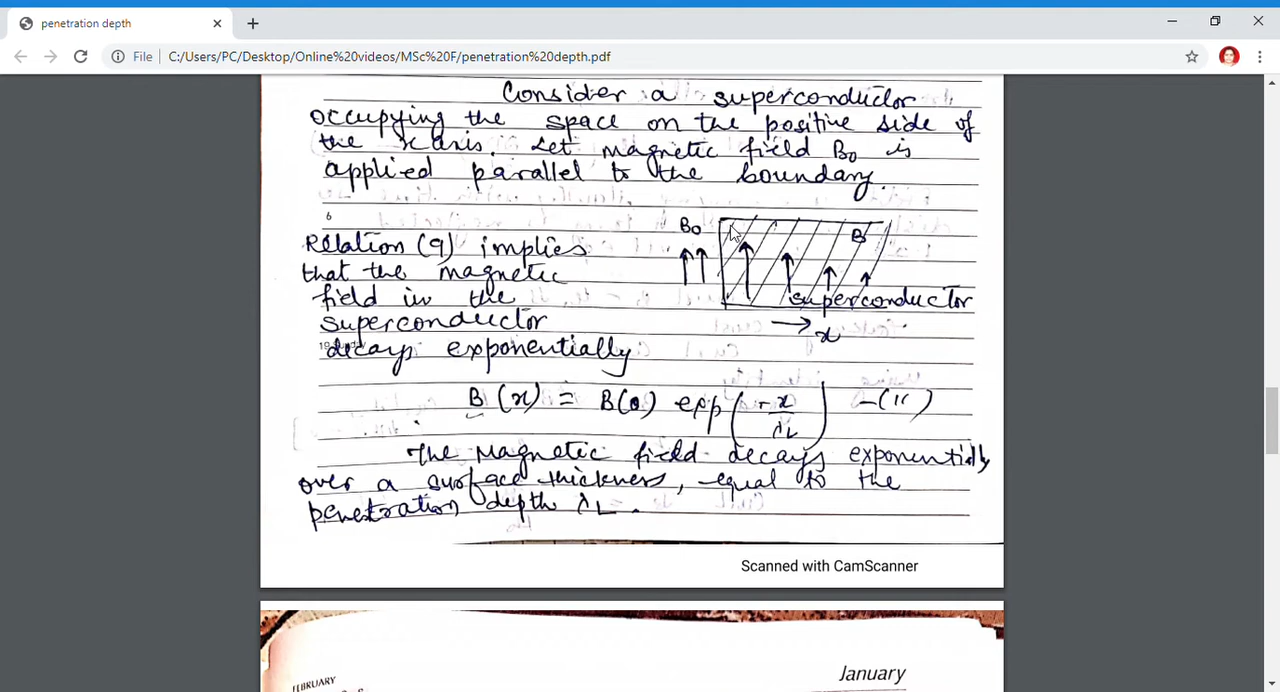 penetration depth
File C:/Users/PC/Desktop/Online%20videos/MSc%20F/penetration%20depth.pdf
Consider a superconductor
occupying the space on the positive side of
the x axis. Let magnetic field B0 is
applied parallel to the boundary.
6
B0
B
Relation (9) implies
that the magnetic
field in the
superconductor
superconductor
→ x
decays exponentially
B(x) = B(0) exp(-x/λL) -(11)
The magnetic field decays exponentially
over a surface thickness, equal to the
penetration depth λL.
Scanned with CamScanner
FEBRUARY
January